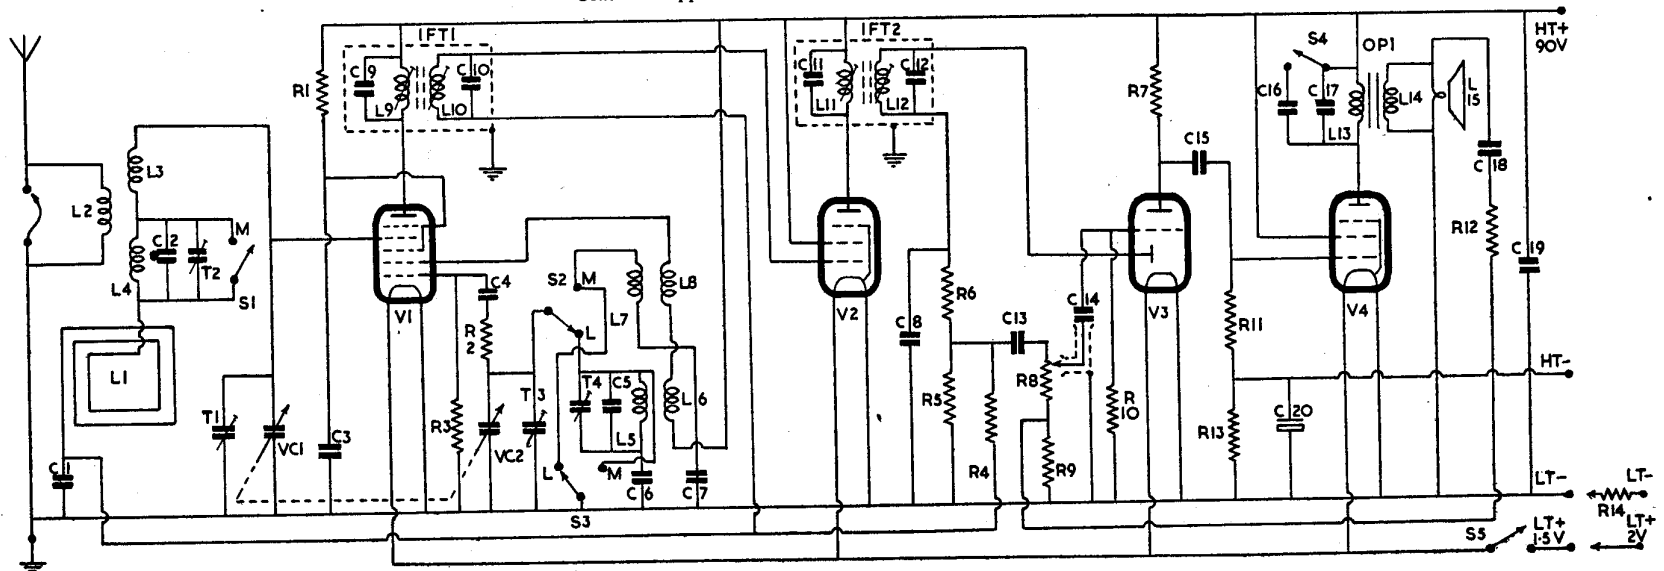 IFT1
IFT2
HT+
90V
S4
OP1
C9
C10
C11
C12
R1
L9
L10
L11
L12
R7
C16
C17
L14
L15
L13
C15
C18
L3
L2
C2
T2
M
S1
L4
R12
C19
C4
S2
M
L8
V1
V2
V3
V4
R2
L
L7
R6
C8
C13
C14
R11
L1
T4
C5
R8
HT-
T1
VC1
C3
R3
VC2
T3
L5
L6
R5
R10
R13
C20
C1
L
M
C6
C7
R4
R9
LT-
LT-
R14
S3
S5
LT+
1·5V
LT+
2V